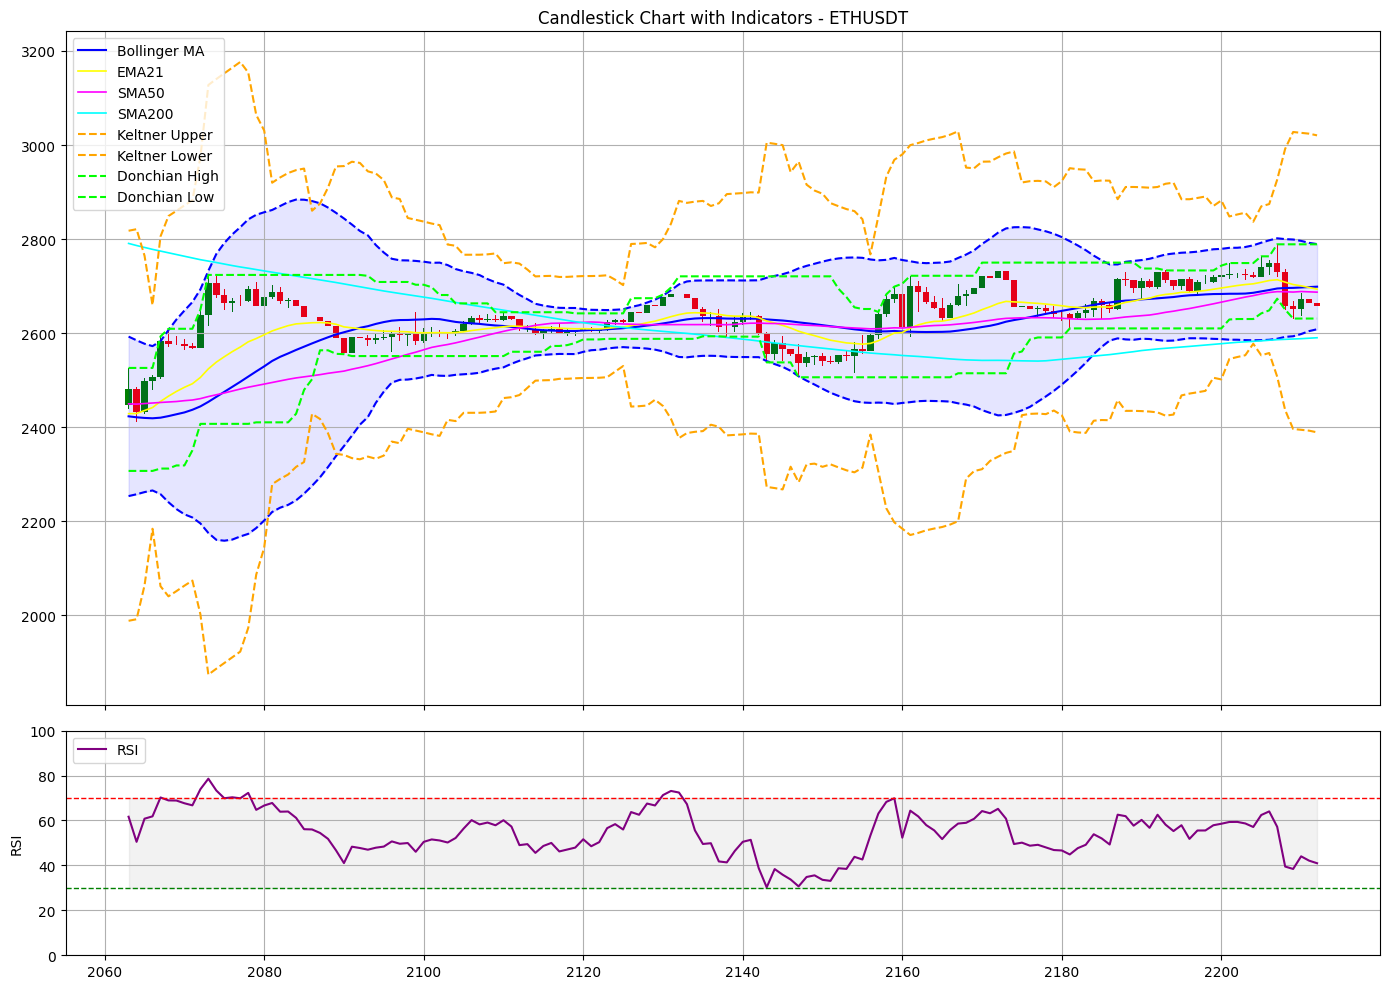 Candlestick Chart with Indicators - ETHUSDT
3200
3000
2800
2600
2400
2200
2000
Bollinger MA
EMA21
SMA50
SMA200
Keltner Upper
Keltner Lower
Donchian High
Donchian Low
100
80
60
40
20
0
RSI
RSI
2060 2080 2100 2120 2140 2160 2180 2200